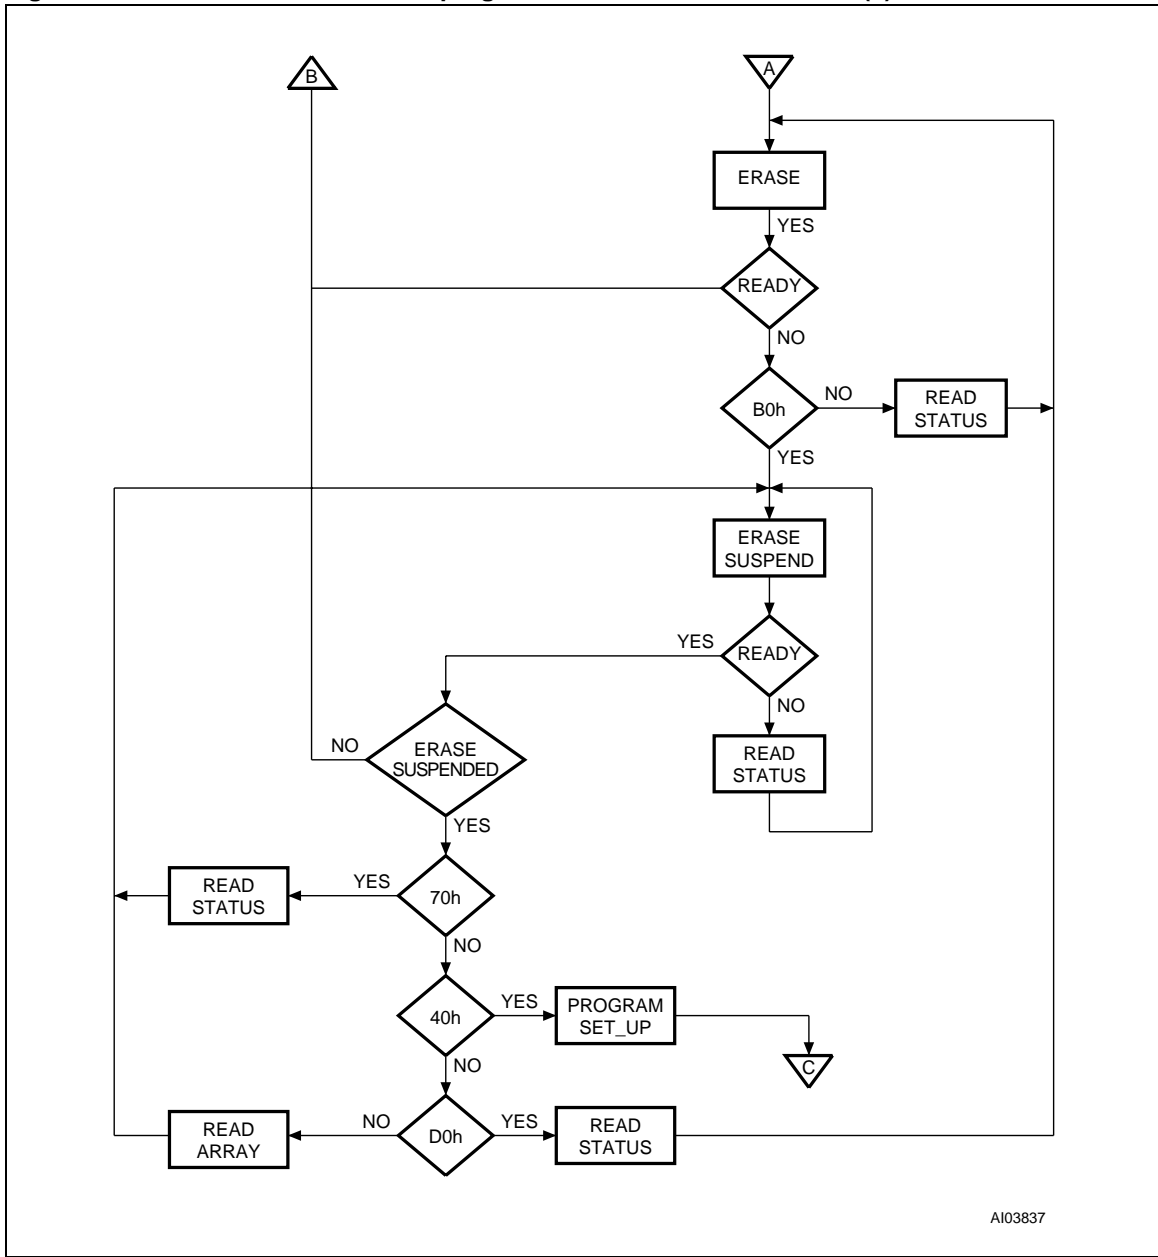 B
A
ERASE
YES
READY
NO
B0h
NO
READ
STATUS
YES
ERASE
SUSPEND
YES
READY
NO
NO
ERASE
SUSPENDED
READ
STATUS
YES
READ
STATUS
YES
70h
NO
40h
YES
PROGRAM
SET_UP
NO
C
READ
ARRAY
NO
D0h
YES
READ
STATUS
AI03837